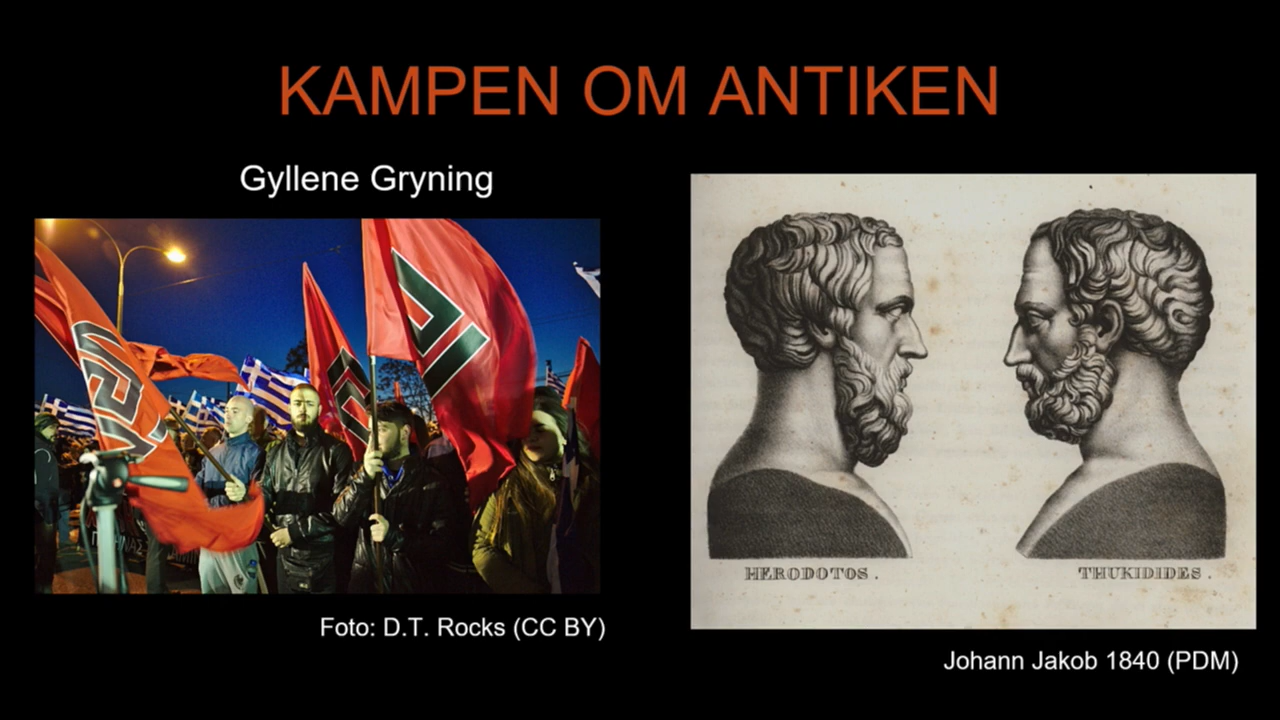 KAMPEN OM ANTIKEN
Gyllene Gryning
HERODOTOS.
THUKIDIDES.
Foto: D.T. Rocks (CC BY)
Johann Jakob 1840 (PDM)